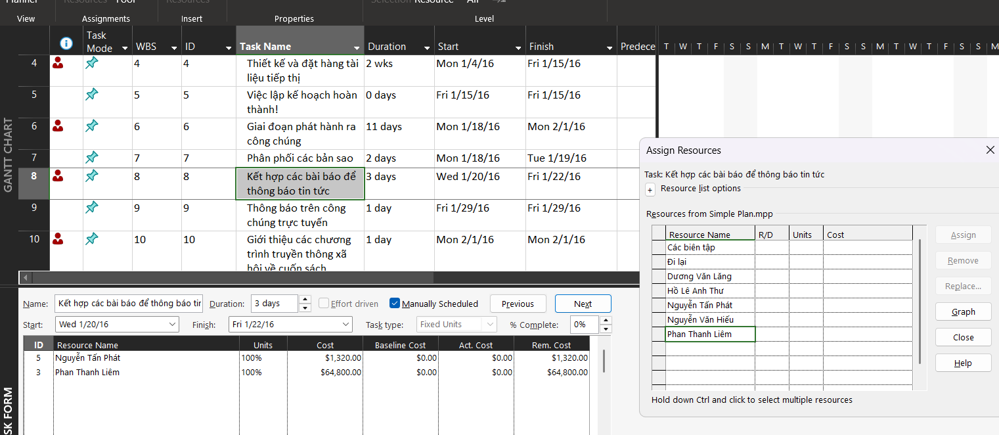 Planner Resources Pool Resources Selection Resource All
View Assignments Insert Properties Level
Task Mode WBS ID Task Name Duration Start Finish Predece T W T F S S M T W T F S S M T W T F S S M
GANTT CHART
4 4 4 Thiết kế và đặt hàng tài 2 wks Mon 1/4/16 Fri 1/15/16
liệu tiếp thị
5 5 5 Việc lập kế hoạch hoàn 0 days Fri 1/15/16 Fri 1/15/16
thành!
6 6 6 Giai đoạn phát hành ra 11 days Mon 1/18/16 Mon 2/1/16
công chúng
7 7 7 Phân phối các bản sao 2 days Mon 1/18/16 Tue 1/19/16
8 8 8 Kết hợp các bài báo để 3 days Wed 1/20/16 Fri 1/22/16
thông báo tin tức
9 9 9 Thông báo trên công 1 day Fri 1/29/16 Fri 1/29/16
chúng trực tuyến
10 10 10 Giới thiệu các chương 1 day Mon 2/1/16 Mon 2/1/16
trình truyền thông xã
hội về cuốn sách
Assign Resources
Task: Kết hợp các bài báo để thông báo tin tức
+ Resource list options
Resources from Simple Plan.mpp
Resource Name R/D Units Cost
Các biên tập
Đi lại
Dương Văn Lăng
Hồ Lê Anh Thư
Nguyễn Tấn Phát
Nguyễn Văn Hiếu
Phan Thanh Liêm
Assign
Remove
Replace...
Graph
Close
Help
Hold down Ctrl and click to select multiple resources
SK FORM
Name: Kết hợp các bài báo để thông báo tin Duration: 3 days Effort driven Manually Scheduled Previous Next
Start: Wed 1/20/16 Finish: Fri 1/22/16 Task type: Fixed Units % Complete: 0%
ID Resource Name Units Cost Baseline Cost Act. Cost Rem. Cost
5 Nguyễn Tấn Phát 100% $1,320.00 $0.00 $0.00 $1,320.00
3 Phan Thanh Liêm 100% $64,800.00 $0.00 $0.00 $64,800.00